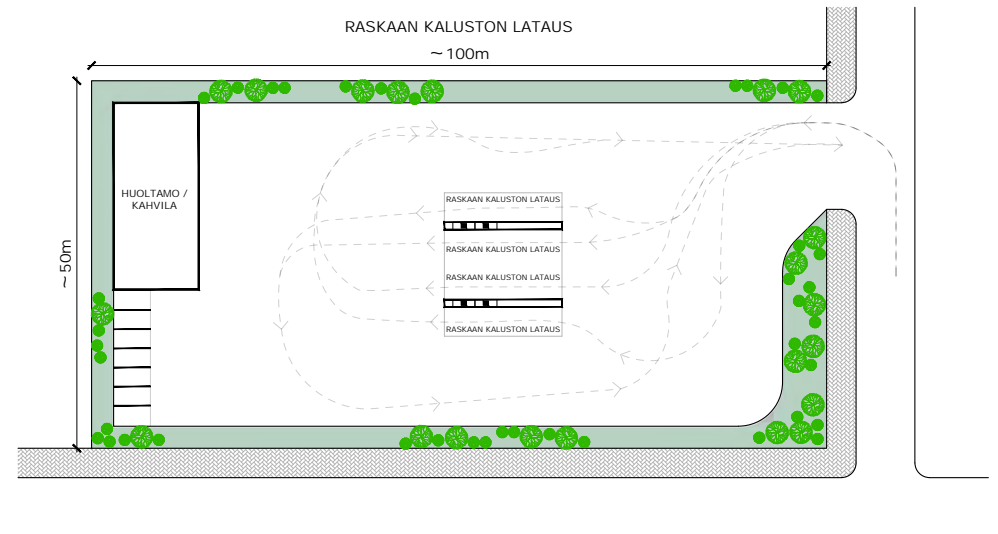 RASKAAN KALUSTON LATAUS
~100m
HUOLTAMO /
KAHVILA
RASKAAN KALUSTON LATAUS
RASKAAN KALUSTON LATAUS
~50m
RASKAAN KALUSTON LATAUS
RASKAAN KALUSTON LATAUS